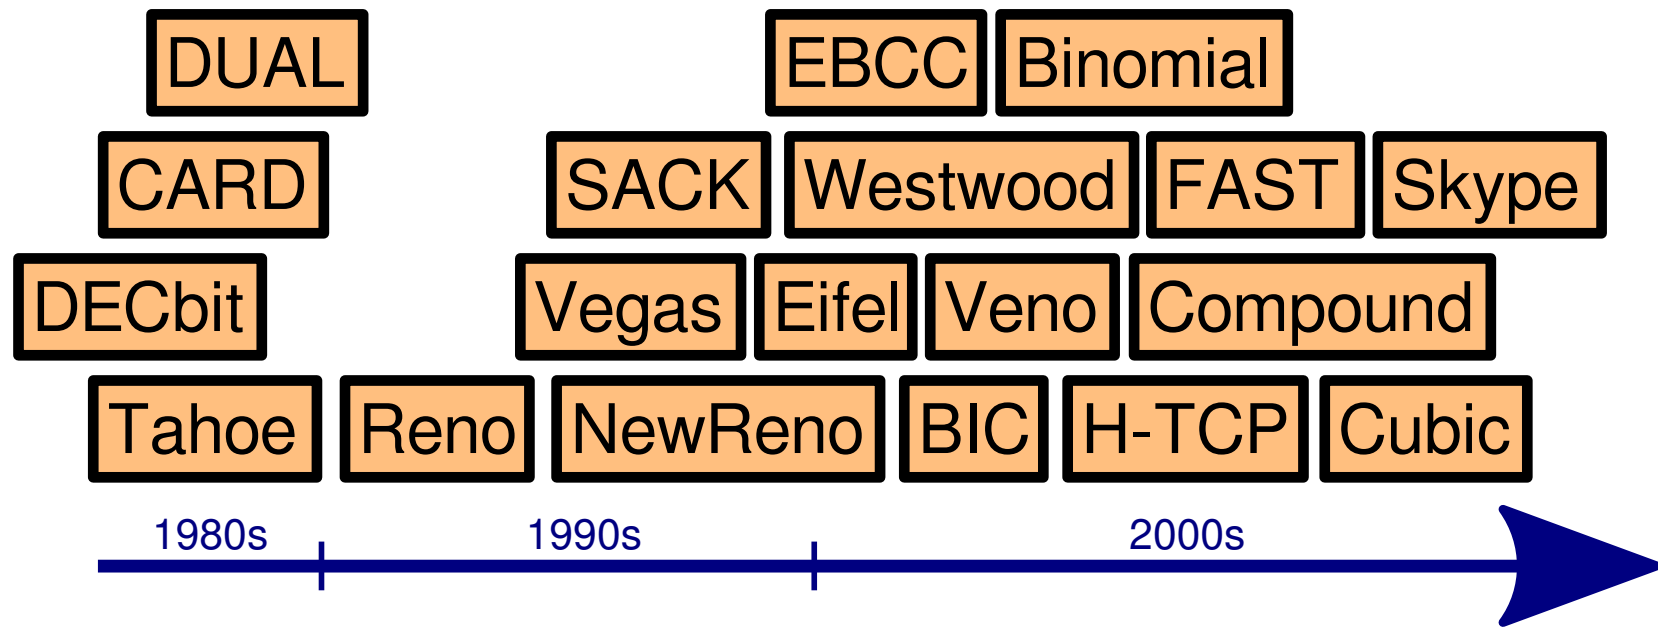 DUAL EBCC Binomial
CARD SACK Westwood FAST Skype
DECbit Vegas Eifel Veno Compound
Tahoe Reno NewReno BIC H-TCP Cubic
1980s 1990s 2000s